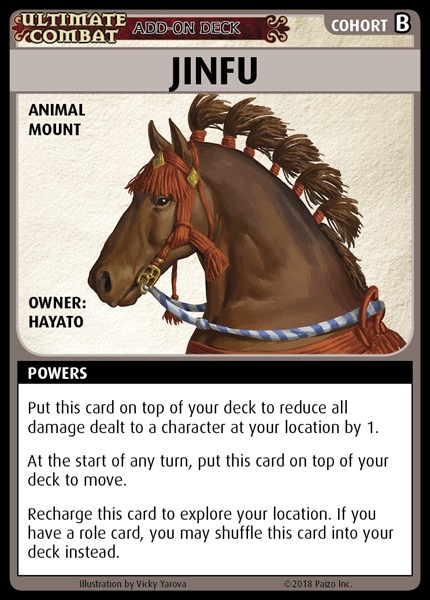 ULTIMATE COMBAT ADD-ON DECK COHORT B
JINFU
ANIMAL
MOUNT
OWNER:
HAYATO
POWERS
Put this card on top of your deck to reduce all
damage dealt to a character at your location by 1.
At the start of any turn, put this card on top of your
deck to move.
Recharge this card to explore your location. If you
have a role card, you may shuffle this card into your
deck instead.
Illustration by Vicky Yarova ©2018 Paizo Inc.